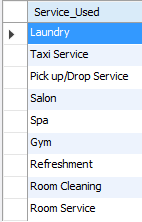 Service_Used
Laundry
Taxi Service
Pick up/Drop Service
Salon
Spa
Gym
Refreshment
Room Cleaning
Room Service